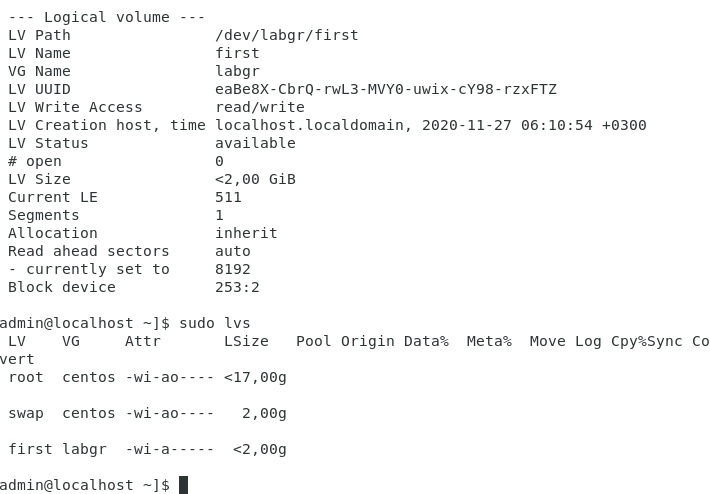 --- Logical volume ---
LV Path                /dev/labgr/first
LV Name                first
VG Name                labgr
LV UUID                eaBe8X-CbrQ-rwL3-MVY0-uwix-cY98-rzxFTZ
LV Write Access        read/write
LV Creation host, time localhost.localdomain, 2020-11-27 06:10:54 +0300
LV Status              available
# open                 0
LV Size                <2,00 GiB
Current LE             511
Segments               1
Allocation             inherit
Read ahead sectors     auto
- currently set to     8192
Block device           253:2
admin@localhost ~]$ sudo lvs
LV    VG     Attr       LSize   Pool Origin Data%  Meta%  Move Log Cpy%Sync Co
vert
root  centos -wi-ao---- <17,00g
swap  centos -wi-ao----   2,00g
first labgr  -wi-a-----  <2,00g
admin@localhost ~]$